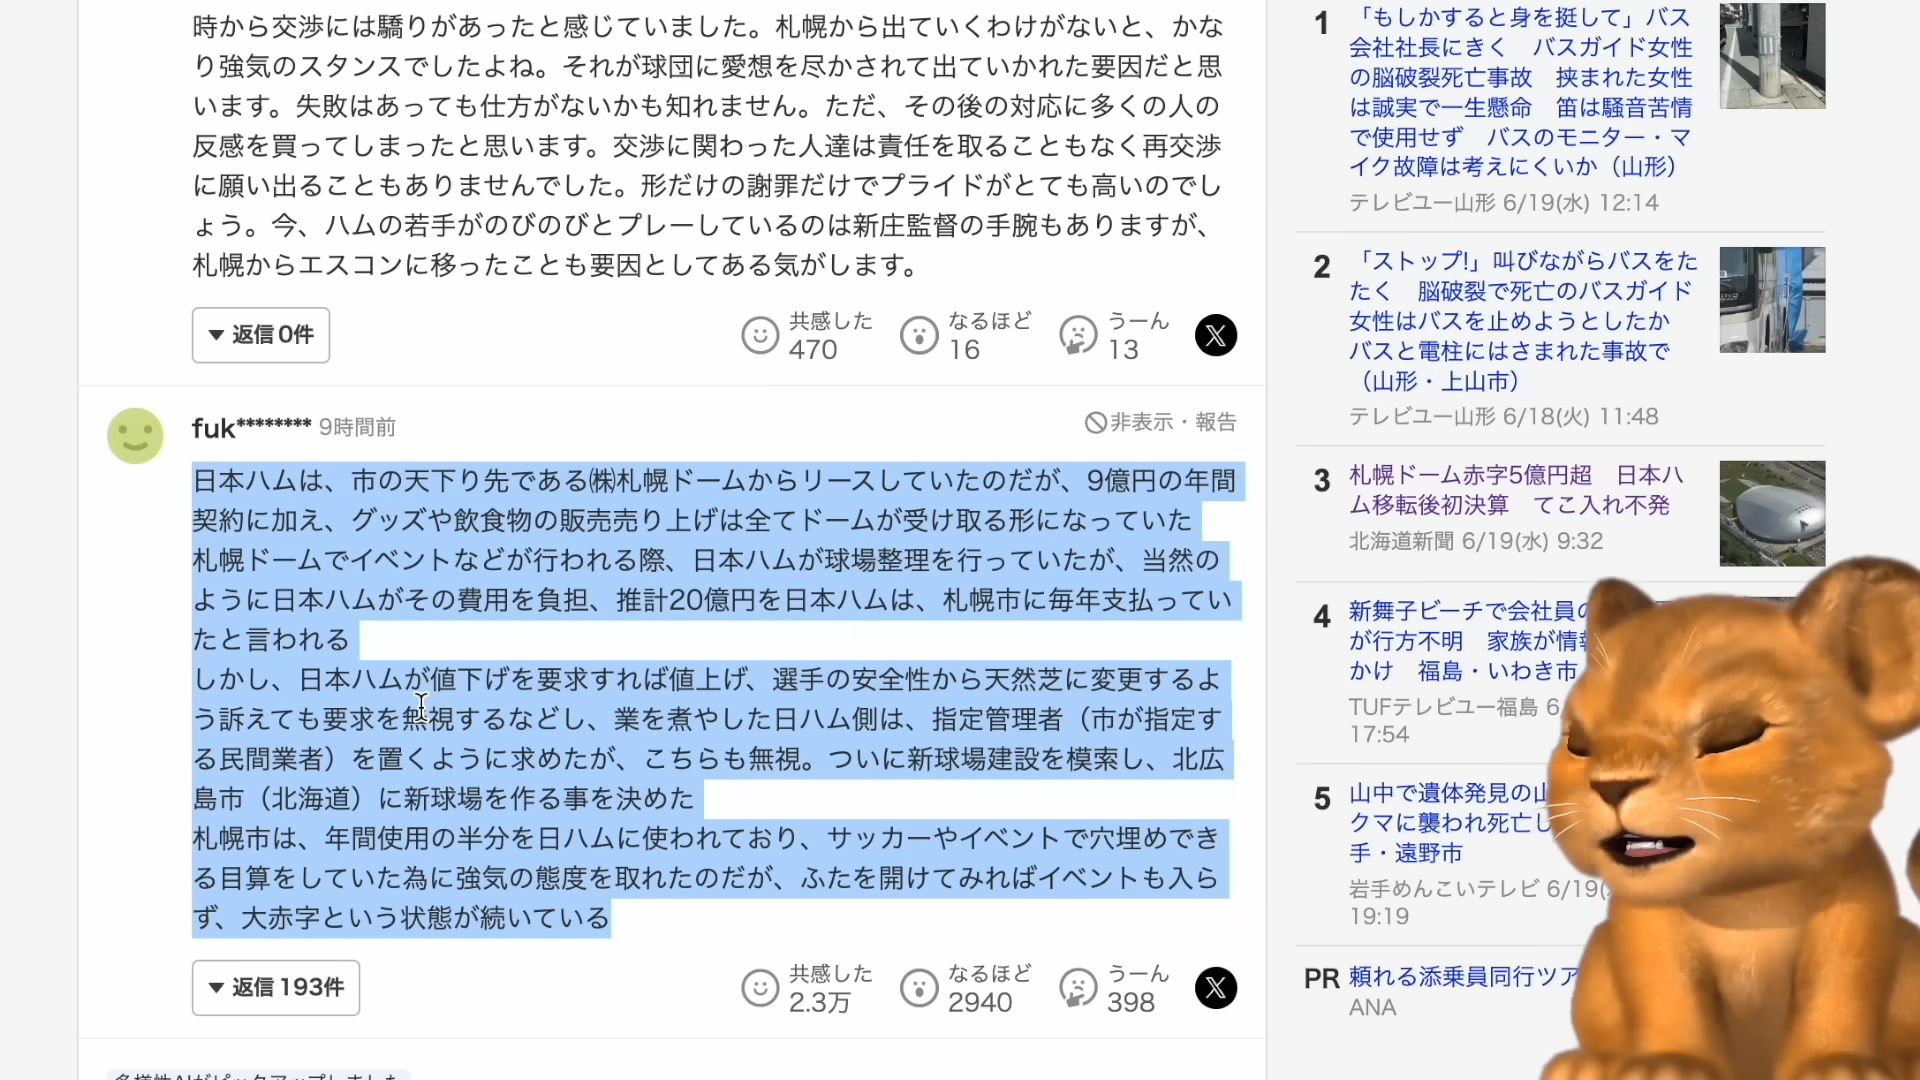 時から交渉には驕りがあったと感じていました。札幌から出ていくわけがないと、かな
り強気のスタンスでしたよね。それが球団に愛想を尽かされて出ていかれた要因だと思
います。失敗はあっても仕方がないかも知れません。ただ、その後の対応に多くの人の
反感を買ってしまったと思います。交渉に関わった人達は責任を取ることもなく再交渉
に願い出ることもありませんでした。形だけの謝罪だけでプライドがとても高いのでし
ょう。今、ハムの若手がのびのびとプレーしているのは新庄監督の手腕もありますが、
札幌からエスコンに移ったことも要因としてある気がします。
返信0件
共感した
470
なるほど
16
うーん
13
fuk******** 9時間前
非表示・報告
日本ハムは、市の天下り先である㈱札幌ドームからリースしていたのだが、9億円の年間
契約に加え、グッズや飲食物の販売売り上げは全てドームが受け取る形になっていた
札幌ドームでイベントなどが行われる際、日本ハムが球場整理を行っていたが、当然の
ように日本ハムがその費用を負担、推計20億円を日本ハムは、札幌市に毎年支払ってい
たと言われる
しかし、日本ハムが値下げを要求すれば値上げ、選手の安全性から天然芝に変更するよ
う訴えても要求を無視するなどし、業を煮やした日ハム側は、指定管理者（市が指定す
る民間業者）を置くように求めたが、こちらも無視。ついに新球場建設を模索し、北広
島市（北海道）に新球場を作る事を決めた
札幌市は、年間使用の半分を日ハムに使われており、サッカーやイベントで穴埋めでき
る目算をしていた為に強気の態度を取れたのだが、ふたを開けてみればイベントも入ら
ず、大赤字という状態が続いている
返信193件
共感した
2.3万
なるほど
2940
うーん
398
多様性AIがピックアップしました
1
「もしかすると身を挺して」バス
会社社長にきく　バスガイド女性
の脳破裂死亡事故　挟まれた女性
は誠実で一生懸命　笛は騒音苦情
で使用せず　バスのモニター・マ
イク故障は考えにくいか（山形）
テレビユー山形 6/19(水) 12:14
2
「ストップ!」叫びながらバスをた
たく　脳破裂で死亡のバスガイド
女性はバスを止めようとしたか
バスと電柱にはさまれた事故で
（山形・上山市）
テレビユー山形 6/18(火) 11:48
3
札幌ドーム赤字5億円超　日本ハ
ム移転後初決算　てこ入れ不発
北海道新聞 6/19(水) 9:32
4
新舞子ビーチで会社員の
が行方不明　家族が情報
かけ　福島・いわき市
TUFテレビユー福島 6
17:54
5
山中で遺体発見の山
クマに襲われ死亡し
手・遠野市
岩手めんこいテレビ 6/19(
19:19
PR
頼れる添乗員同行ツア
ANA